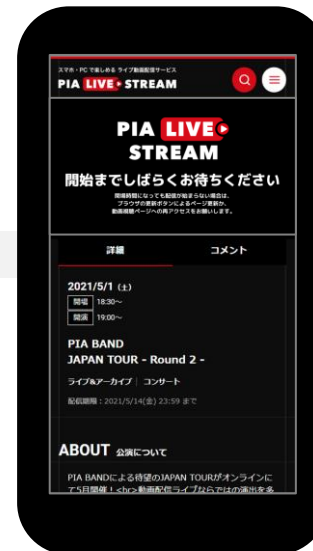 スマホ・PC で楽しめる ライブ動画配信サービス
PIA LIVE STREAM
PIA LIVE
STREAM
開始までしばらくお待ちください
開場時間になっても配信が始まらない場合は、
ブラウザの更新ボタンによるページ更新か、
動画視聴ページへの再アクセスをお願いします。
詳細 コメント
2021/5/1 (土)
開場 18:30～
開演 19:00～
PIA BAND
JAPAN TOUR - Round 2 -
ライブ&アーカイブ | コンサート
配信期限 : 2021/5/14(金) 23:59 まで
ABOUT 公演について
PIA BANDによる待望のJAPAN TOURがオンラインに
て5月開催！<br>動画配信ライブならではの演出を多